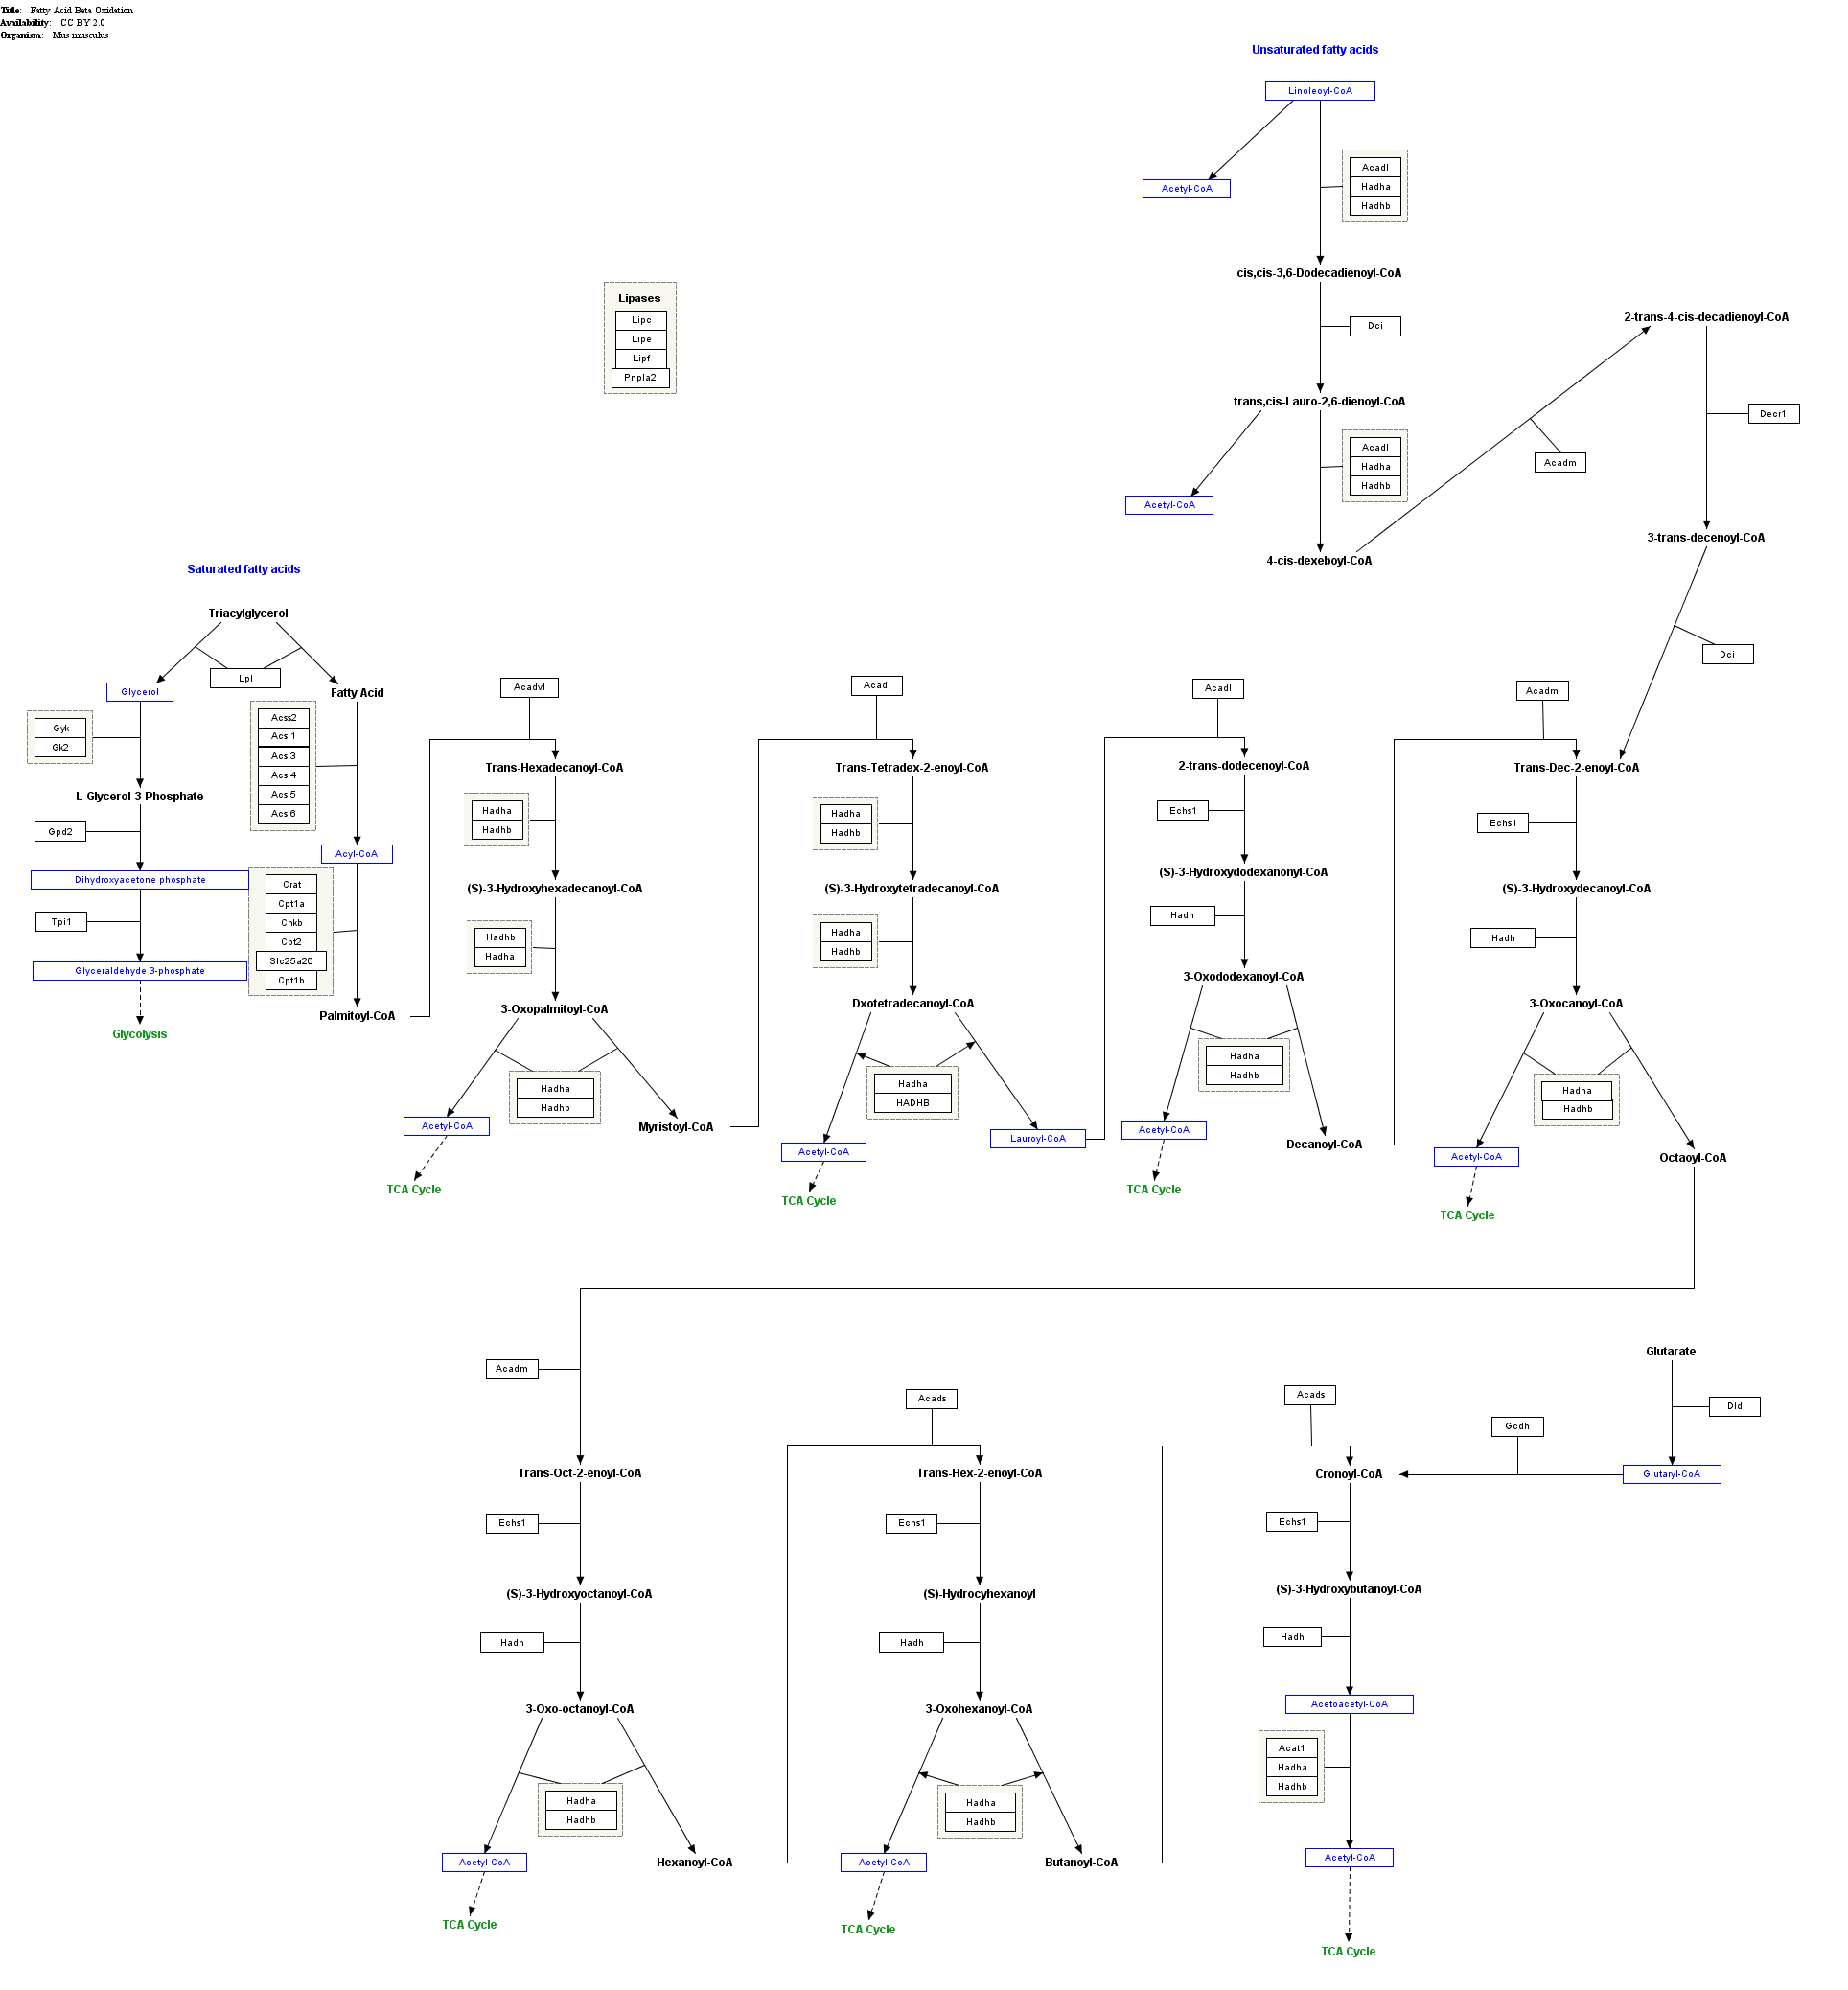 Title: Fatty Acid Beta Oxidation
Availability: CC BY 2.0
Organism: Mus musculus
Unsaturated fatty acids
Linoleoyl-CoA
Acetyl-CoA
Acadl
Hadha
Hadhb
cis,cis-3,6-Dodecadienoyl-CoA
Dci
trans,cis-Lauro-2,6-dienoyl-CoA
Acadl
Hadha
Hadhb
Acetyl-CoA
4-cis-dexeboyl-CoA
Acadm
2-trans-4-cis-decadienoyl-CoA
Decr1
3-trans-decenoyl-CoA
Dci
Lipases
Lipc
Lipe
Lipf
Pnpla2
Saturated fatty acids
Triacylglycerol
Lpl
Glycerol
Fatty Acid
Gyk
Gk2
L-Glycerol-3-Phosphate
Gpd2
Dihydroxyacetone phosphate
Tpi1
Glyceraldehyde 3-phosphate
Glycolysis
Acss2
Acsl1
Acsl3
Acsl4
Acsl5
Acsl6
Acyl-CoA
Crat
Cpt1a
Chkb
Cpt2
Slc25a20
Cpt1b
Palmitoyl-CoA
Acadvl
Trans-Hexadecanoyl-CoA
Hadha
Hadhb
(S)-3-Hydroxyhexadecanoyl-CoA
Hadhb
Hadha
3-Oxopalmitoyl-CoA
Hadha
Hadhb
Acetyl-CoA
TCA Cycle
Myristoyl-CoA
Acadl
Trans-Tetradex-2-enoyl-CoA
Hadha
Hadhb
(S)-3-Hydroxytetradecanoyl-CoA
Hadha
Hadhb
Dxotetradecanoyl-CoA
Hadha
HADHB
Acetyl-CoA
TCA Cycle
Lauroyl-CoA
Acadl
2-trans-dodecenoyl-CoA
Echs1
(S)-3-Hydroxydodexanonyl-CoA
Hadh
3-Oxododexanoyl-CoA
Hadha
Hadhb
Acetyl-CoA
TCA Cycle
Decanoyl-CoA
Acadm
Trans-Dec-2-enoyl-CoA
Echs1
(S)-3-Hydroxydecanoyl-CoA
Hadh
3-Oxocanoyl-CoA
Hadha
Hadhb
Acetyl-CoA
TCA Cycle
Octaoyl-CoA
Acadm
Trans-Oct-2-enoyl-CoA
Echs1
(S)-3-Hydroxyoctanoyl-CoA
Hadh
3-Oxo-octanoyl-CoA
Hadha
Hadhb
Acetyl-CoA
TCA Cycle
Hexanoyl-CoA
Acads
Trans-Hex-2-enoyl-CoA
Echs1
(S)-Hydrocyhexanoyl
Hadh
3-Oxohexanoyl-CoA
Hadha
Hadhb
Acetyl-CoA
TCA Cycle
Butanoyl-CoA
Acads
Cronoyl-CoA
Glutarate
Dld
Gcdh
Glutaryl-CoA
Echs1
(S)-3-Hydroxybutanoyl-CoA
Hadh
Acetoacetyl-CoA
Acat1
Hadha
Hadhb
Acetyl-CoA
TCA Cycle